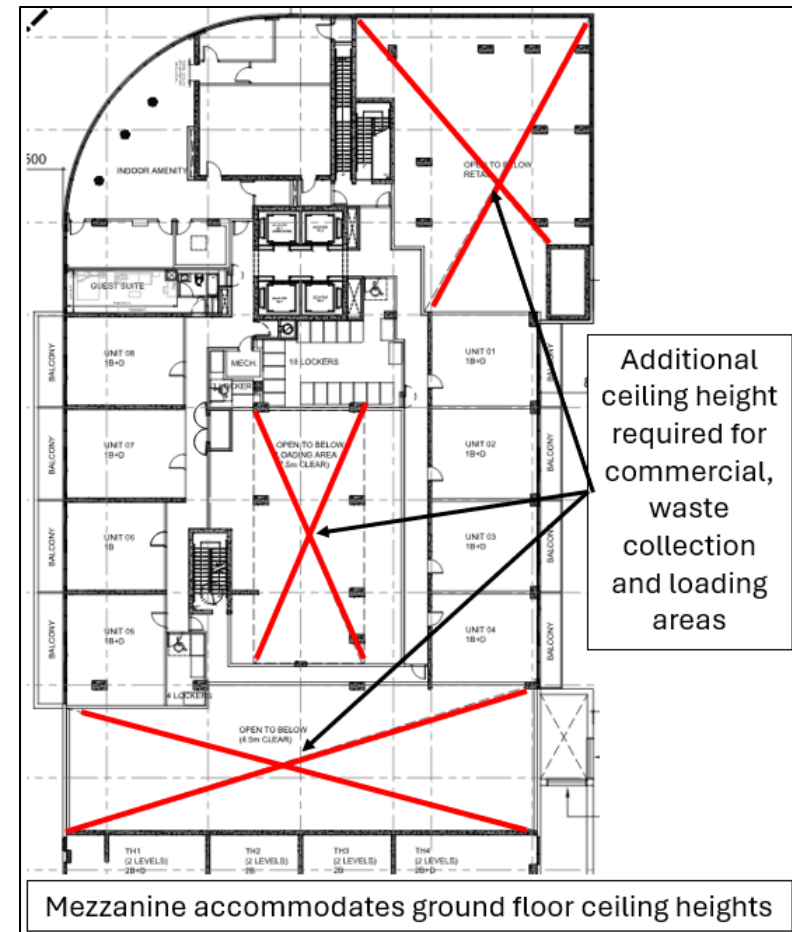 500
INDOOR AMENITY
OPEN TO BELOW
RETAIL
GUEST SUITE
BALCONY
UNIT 08
1B+D
MECH.
18 LOCKERS
LOCKER
UNIT 01
1B+D
BALCONY
BALCONY
UNIT 07
1B+D
OPEN TO BELOW
LOADING AREA
(7.5m CLEAR)
UNIT 02
1B+D
BALCONY
BALCONY
UNIT 06
1B
UNIT 03
1B+D
BALCONY
BALCONY
UNIT 05
1B+D
UNIT 04
1B+D
BALCONY
4 LOCKERS
OPEN TO BELOW
(4.5m CLEAR)
TH1
(2 LEVELS)
2B+D
TH2
(2 LEVELS)
2B
TH3
(2 LEVELS)
2B
TH4
(2 LEVELS)
2B+D
Additional
ceiling height
required for
commercial,
waste
collection
and loading
areas
Mezzanine accommodates ground floor ceiling heights